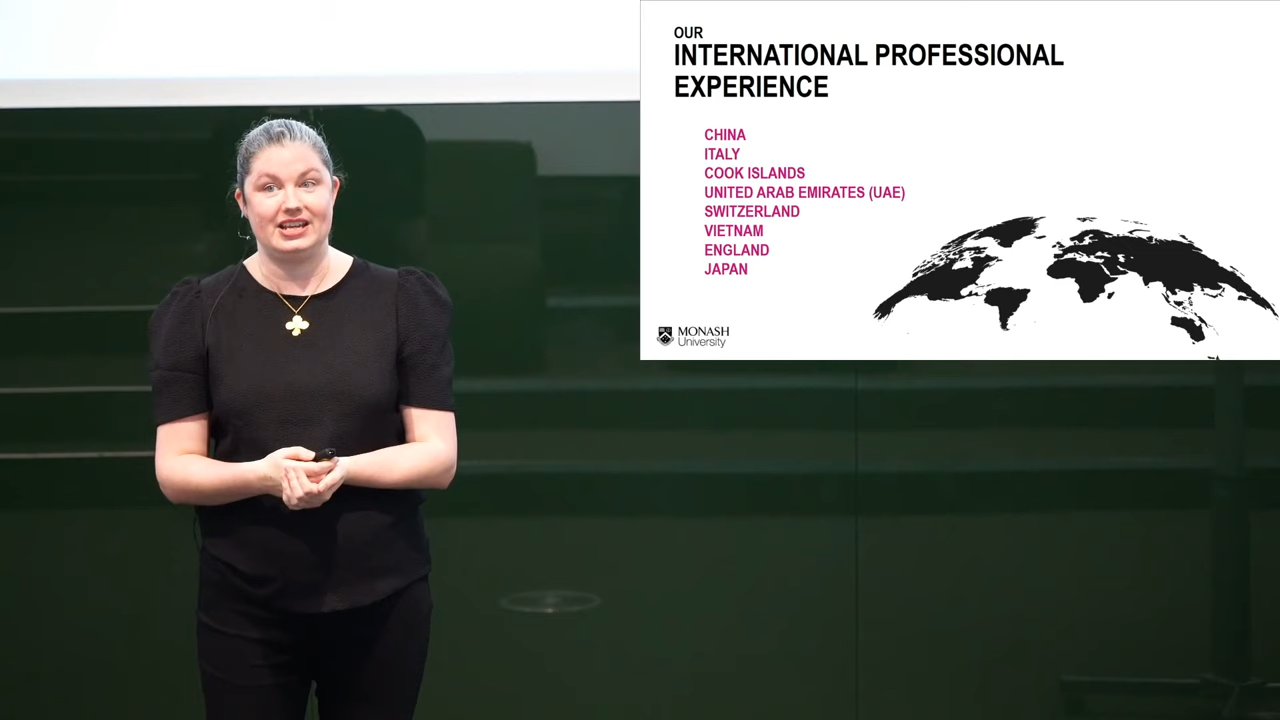 OUR
INTERNATIONAL PROFESSIONAL
EXPERIENCE
CHINA
ITALY
COOK ISLANDS
UNITED ARAB EMIRATES (UAE)
SWITZERLAND
VIETNAM
ENGLAND
JAPAN
MONASH
University